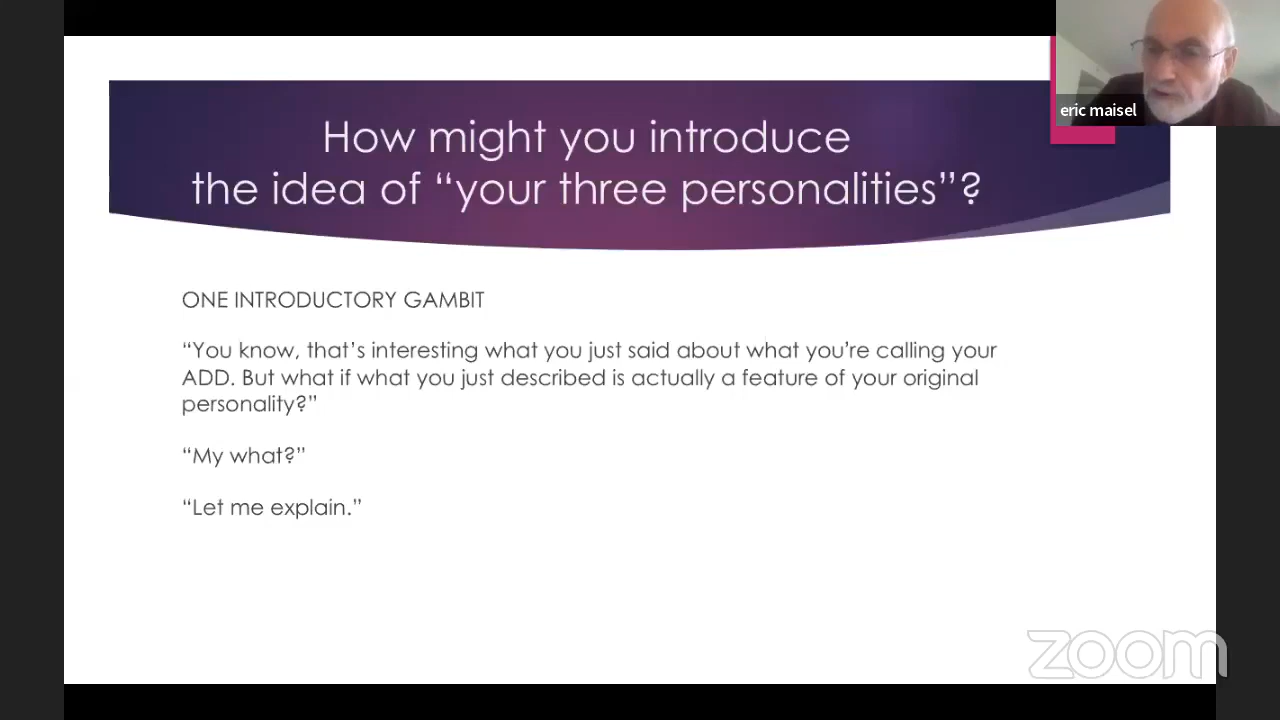 How might you introduce
the idea of “your three personalities”?
eric maisel
ONE INTRODUCTORY GAMBIT
“You know, that’s interesting what you just said about what you’re calling your
ADD. But what if what you just described is actually a feature of your original
personality?”
“My what?”
“Let me explain.”
zoom